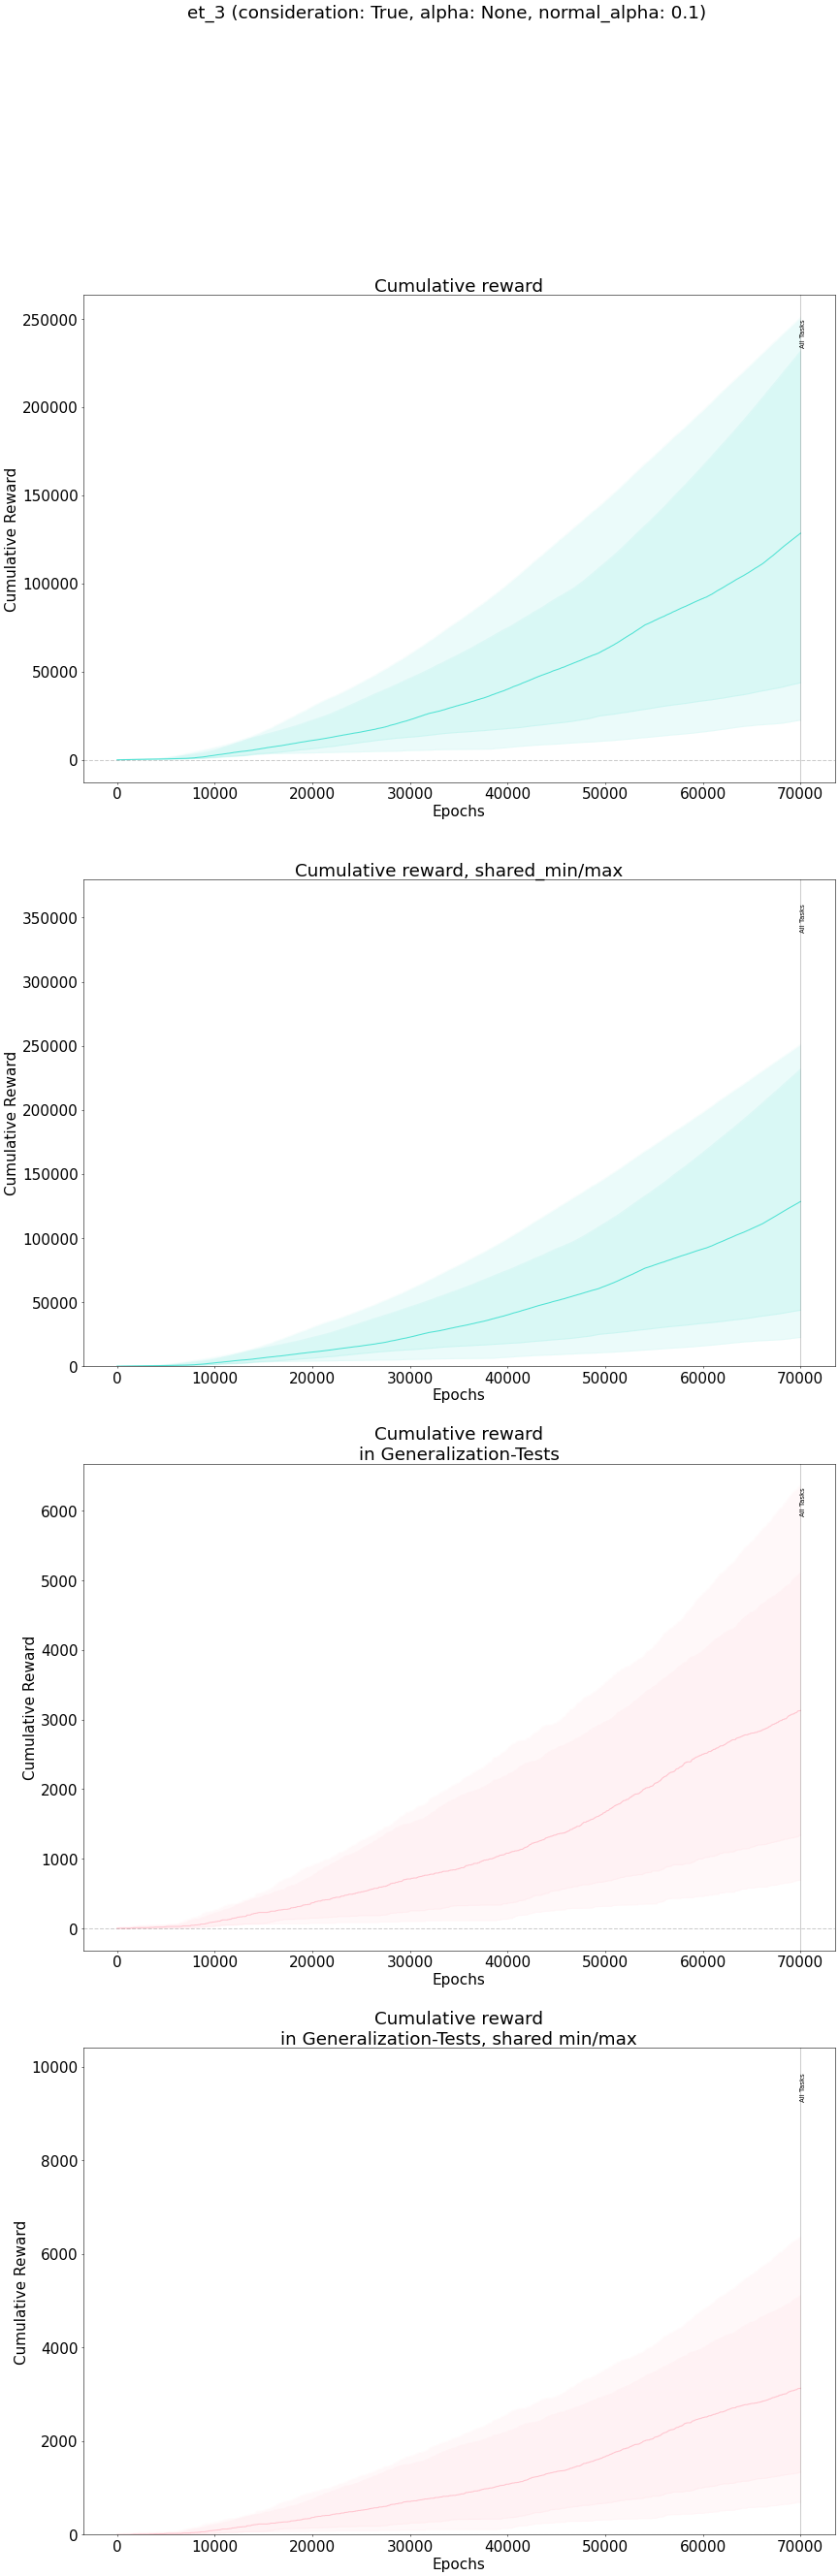 et_3 (consideration: True, alpha: None, normal_alpha: 0.1)
Cumulative reward
250000
200000
150000
100000
50000
0
Cumulative Reward
All Tasks
0 10000 20000 30000 40000 50000 60000 70000
Epochs
Cumulative reward, shared_min/max
350000
300000
250000
200000
150000
100000
50000
0
Cumulative Reward
All Tasks
0 10000 20000 30000 40000 50000 60000 70000
Epochs
Cumulative reward
in Generalization-Tests
6000
5000
4000
3000
2000
1000
0
Cumulative Reward
All Tasks
0 10000 20000 30000 40000 50000 60000 70000
Epochs
Cumulative reward
in Generalization-Tests, shared min/max
10000
8000
6000
4000
2000
0
Cumulative Reward
All Tasks
0 10000 20000 30000 40000 50000 60000 70000
Epochs